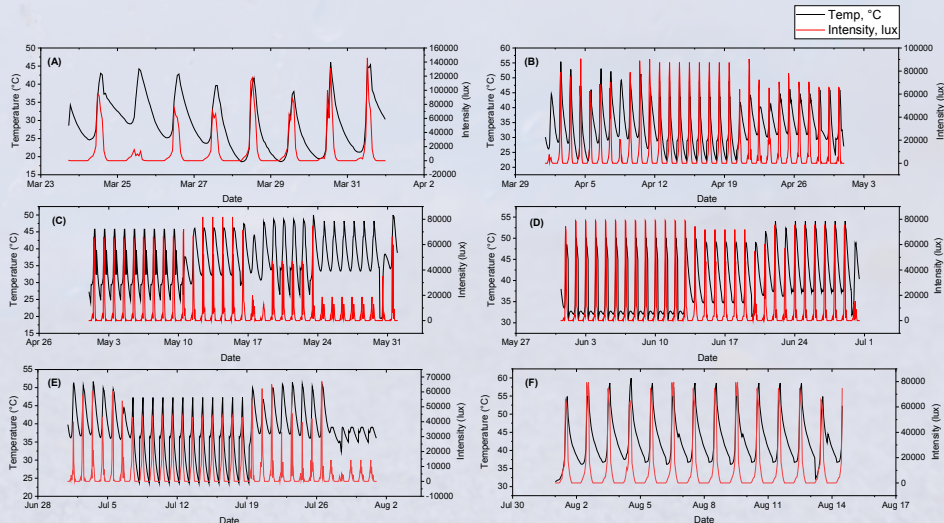 Temp, °C
Intensity, lux
(A)
50
45
40
35
30
25
20
15
Temperature (°C)
160000
140000
120000
100000
80000
60000
40000
20000
0
-20000
Intensity (lux)
Mar 23 Mar 25 Mar 27 Mar 29 Mar 31 Apr 2
Date
(B)
60
55
50
45
40
35
30
25
20
Temperature (°C)
100000
80000
60000
40000
20000
0
Intensity (lux)
Mar 29 Apr 5 Apr 12 Apr 19 Apr 26 May 3
Date
(C)
50
45
40
35
30
25
20
15
Temperature (°C)
80000
60000
40000
20000
0
Intensity (lux)
Apr 26 May 3 May 10 May 17 May 24 May 31
Date
(D)
55
50
45
40
35
30
Temperature (°C)
80000
60000
40000
20000
0
Intensity (lux)
May 27 Jun 3 Jun 10 Jun 17 Jun 24 Jul 1
Date
(E)
55
50
45
40
35
30
25
20
Temperature (°C)
70000
60000
50000
40000
30000
20000
10000
0
-10000
Intensity (lux)
Jun 28 Jul 5 Jul 12 Jul 19 Jul 26 Aug 2
Date
(F)
60
55
50
45
40
35
30
Temperature (°C)
80000
60000
40000
20000
0
Intensity (lux)
Jul 30 Aug 2 Aug 5 Aug 8 Aug 11 Aug 14 Aug 17
Date